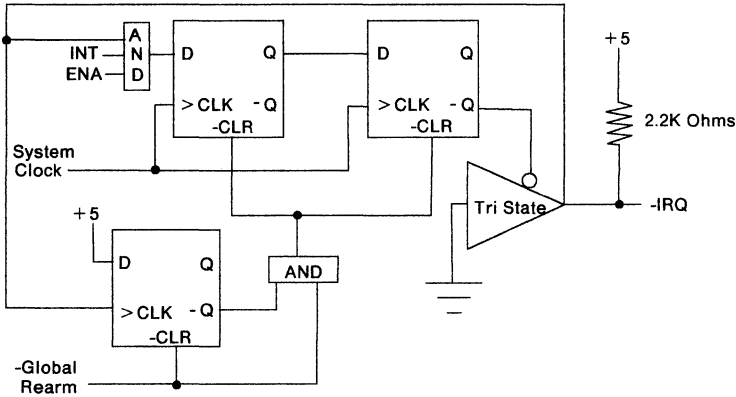 A
N
D
INT
ENA
D
Q
> CLK
-Q
-CLR
D
Q
> CLK
-Q
-CLR
+5
2.2K Ohms
System
Clock
Tri State
-IRQ
+5
D
Q
> CLK
-Q
-CLR
AND
-Global
Rearm